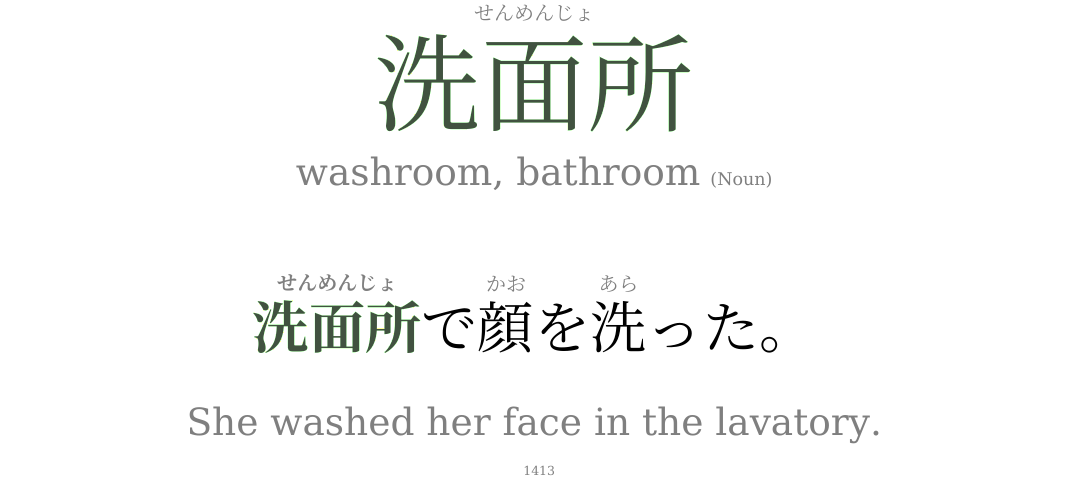 せんめんじょ
洗面所
washroom, bathroom (Noun)
せんめんじょ かお あら
洗面所で顔を洗った。
She washed her face in the lavatory.
1413